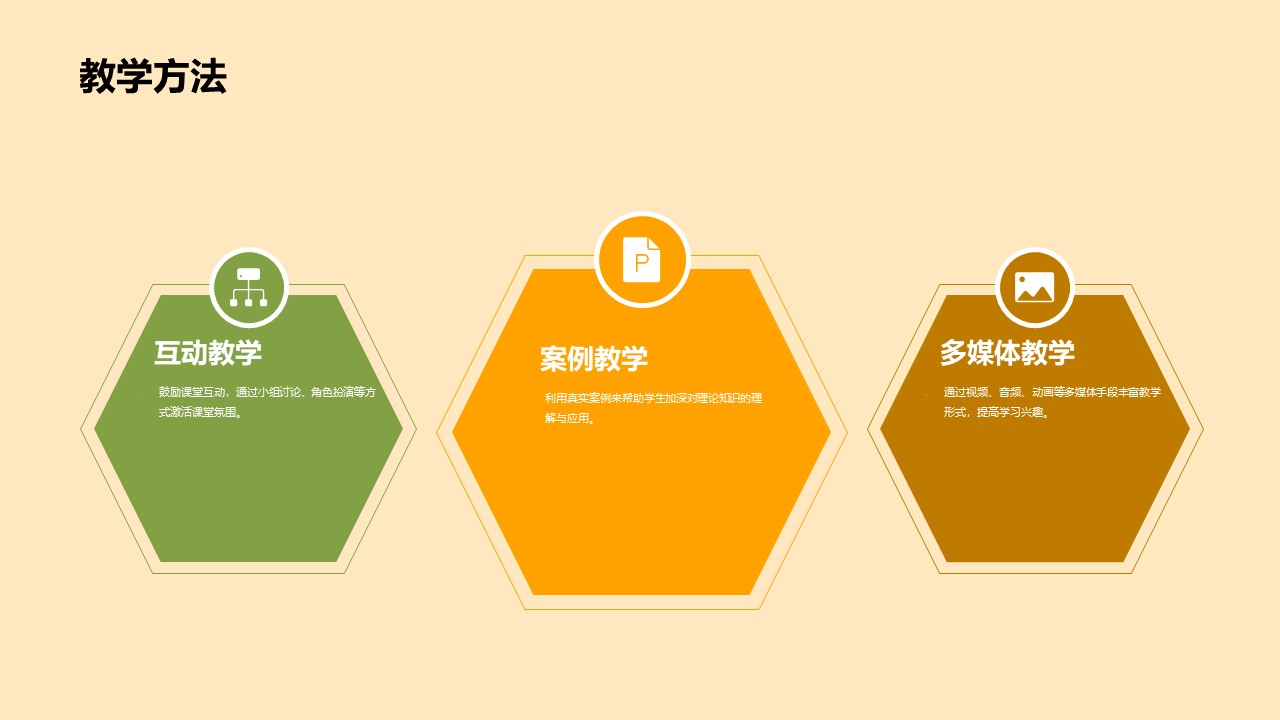 教学方法
P
互动教学
鼓励课堂互动，通过小组讨论、角色扮演等方
式激活课堂氛围。
案例教学
利用真实案例来帮助学生加深对理论知识的理
解与应用。
多媒体教学
通过视频、音频、动画等多媒体手段丰富教学
形式，提高学习兴趣。